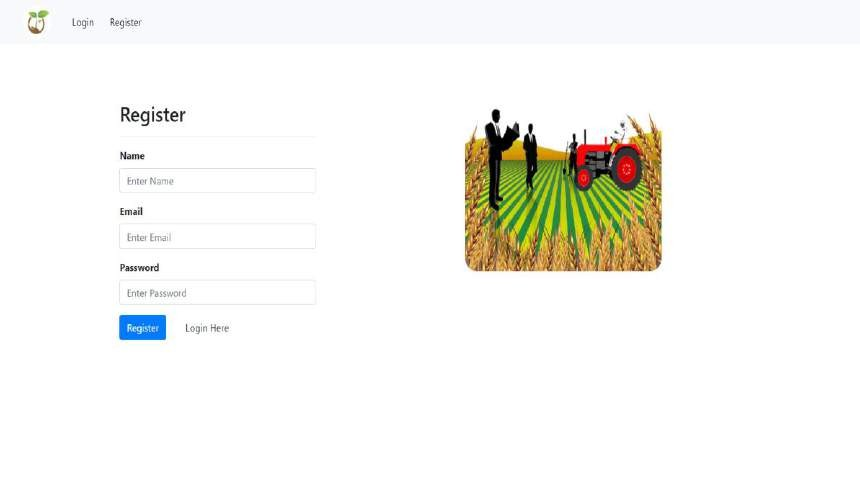 Login Register
Register
Name
Enter Name
Email
Enter Email
Password
Enter Password
Register Login Here